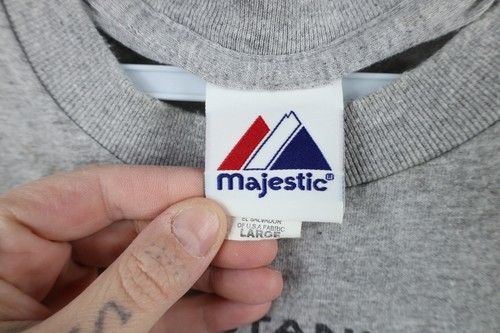 majestic
EL SALVADOR
OF U.S.A FABRIC
LARGE